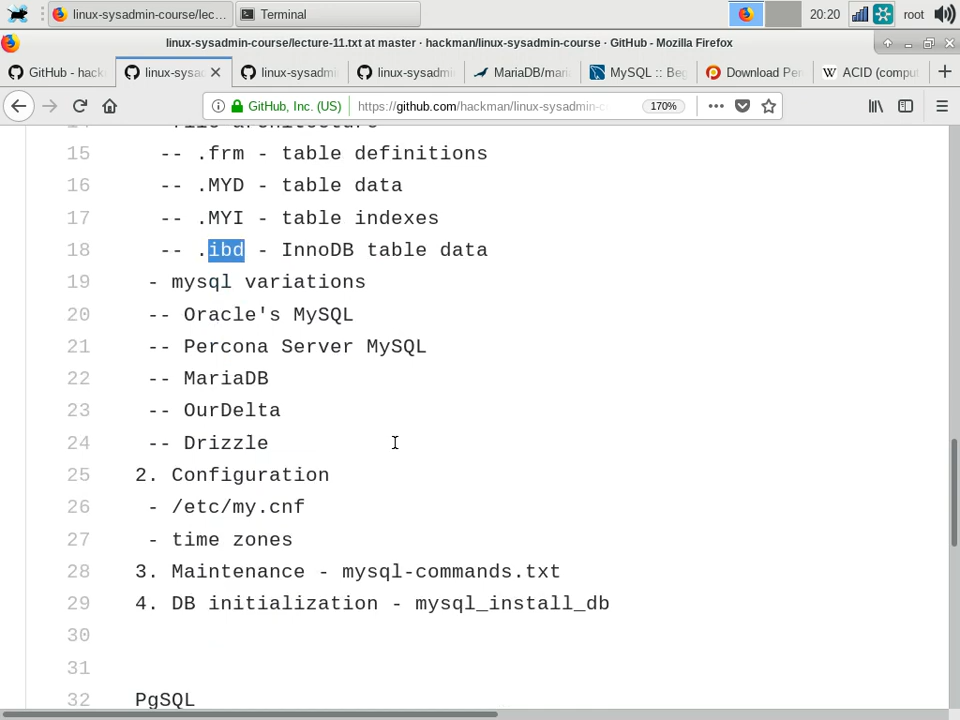 linux-sysadmin-course/lec...
Terminal
20:20
root
linux-sysadmin-course/lecture-11.txt at master · hackman/linux-sysadmin-course · GitHub - Mozilla Firefox
GitHub - hack
linux-sysa
linux-sysadmi
linux-sysadmi
MariaDB/mari
MySQL :: Beg
Download Per
ACID (compu
GitHub, Inc. (US)
https://github.com/hackman/linux-sysadmin-c
170%
15 -- .frm - table definitions
16 -- .MYD - table data
17 -- .MYI - table indexes
18 -- .ibd - InnoDB table data
19 - mysql variations
20 -- Oracle's MySQL
21 -- Percona Server MySQL
22 -- MariaDB
23 -- OurDelta
24 -- Drizzle
25 2. Configuration
26 - /etc/my.cnf
27 - time zones
28 3. Maintenance - mysql-commands.txt
29 4. DB initialization - mysql_install_db
30
31
32 PgSQL